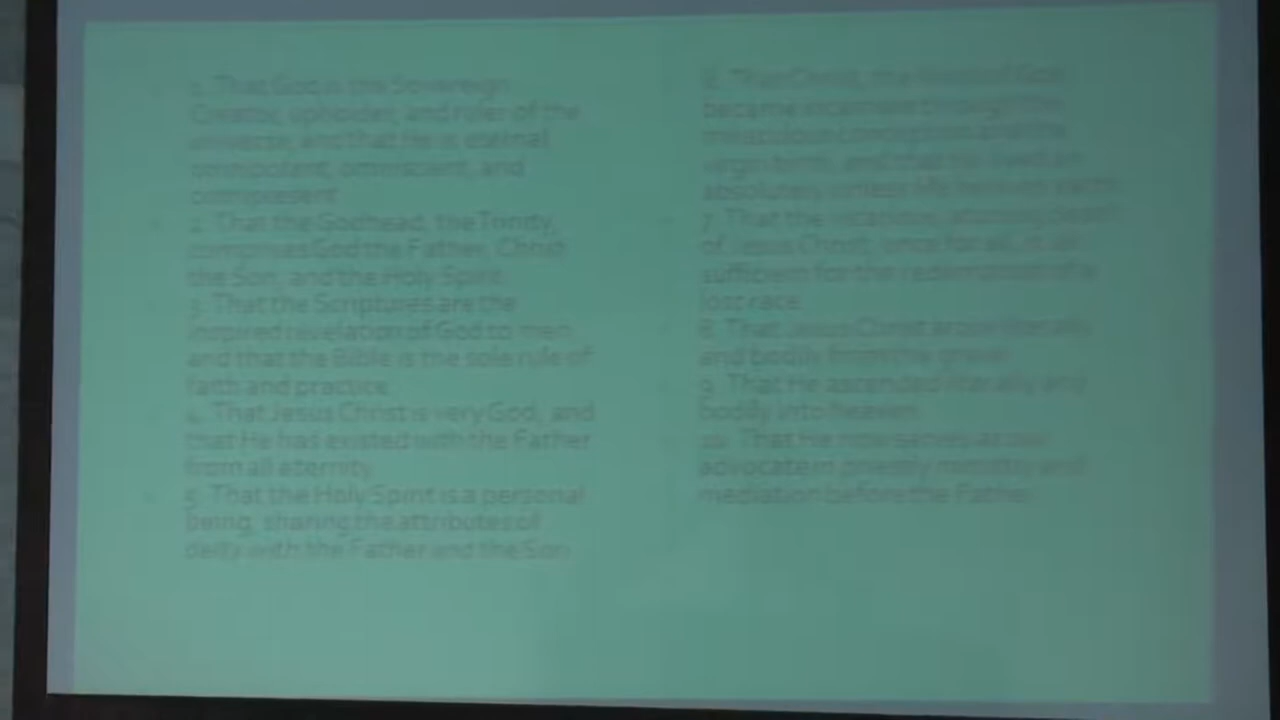 1. That God is the Sovereign
Creator, upholder, and ruler of the
universe, and that He is eternal,
omnipotent, omniscient, and
omnipresent.
2. That the Godhead, the Trinity,
comprises God the Father, Christ
the Son, and the Holy Spirit.
3. That the Scriptures are the
inspired revelation of God to men;
and that the Bible is the sole rule of
faith and practice.
4. That Jesus Christ is very God, and
that He has existed with the Father
from all eternity.
5. That the Holy Spirit is a personal
being, sharing the attributes of
deity with the Father and the Son.
6. That Christ, the of God,
became incarnate through the
miraculous conception and the
virgin birth; and that He lived an
absolutely sinless life here on earth.
7. That the vicarious, atoning death
of Jesus Christ, once for all, is all-
sufficient for the redemption of a
lost race.
8. That Jesus Christ arose literally
and bodily from the grave.
9. That He ascended literally and
bodily into heaven.
10. That He now serves as our
advocate in priestly ministry and
mediation before the Father.